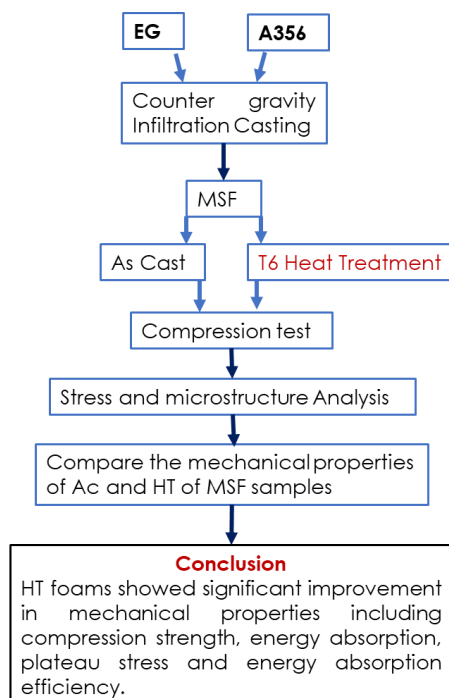 EG
A356
Counter gravity
Infiltration Casting
MSF
As Cast
T6 Heat Treatment
Compression test
Stress and microstructure Analysis
Compare the mechanical properties
of Ac and HT of MSF samples
Conclusion
HT foams showed significant improvement
in mechanical properties including
compression strength, energy absorption,
plateau stress and energy absorption
efficiency.